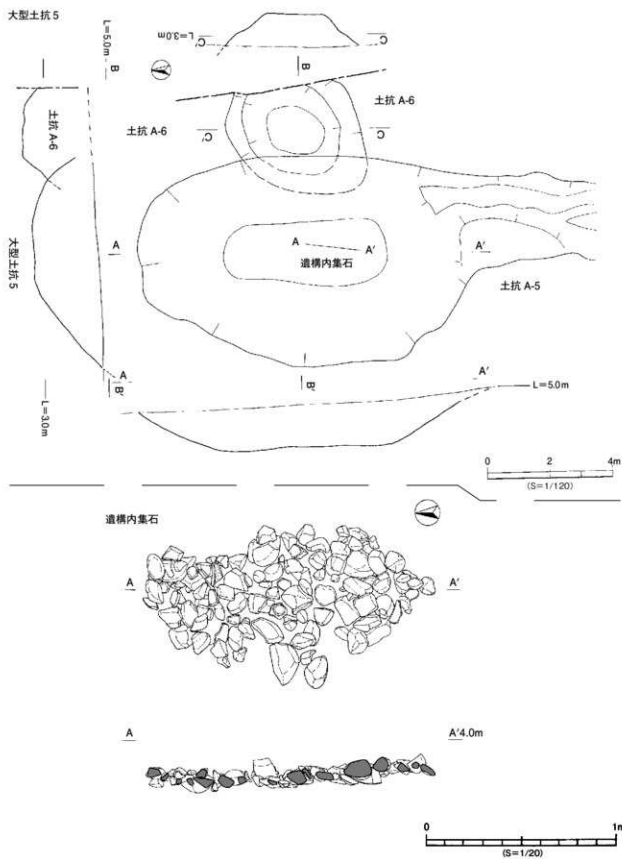 大型土抗5
L=5.0m
B
L=3.0m
C'
C
B
土抗 A-6
土抗 A-6
土抗 A-6
C'
C
大型土抗5
A
A
A'
遺構内集石
A'
土抗 A-5
A
B'
B'
A'
L=5.0m
L=3.0m
0
2
4m
(S=1/120)
遺構内集石
A
A'
A
A'4.0m
0
1m
(S=1/20)